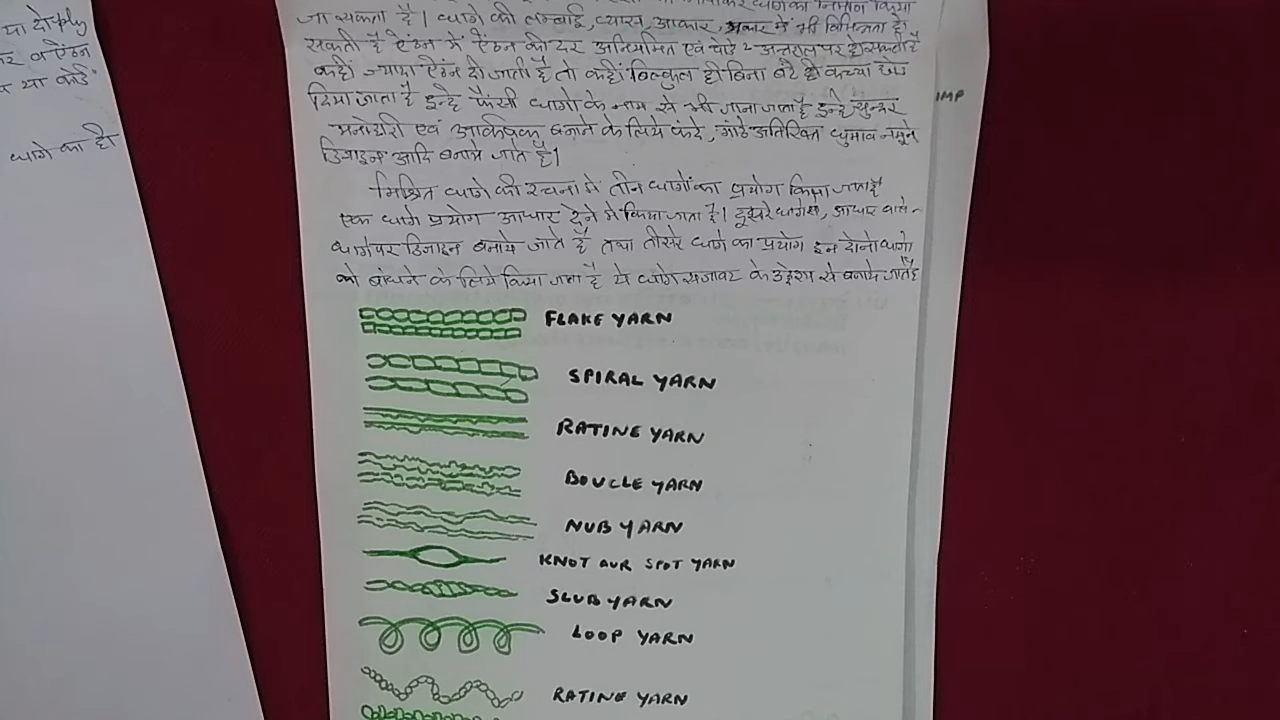 या दोप्लाy
र व ऐंठन
या कोई
धागे का ही
धागे का निर्माण किया
जा सकता है। धागे की लम्बाई, व्यास, आकार, प्रकार में भी विभिन्नता हो
सकती है ऐंठन में ऐंठन की दर अनियमित एवं थोडे २ अन्तराल पर हो सकती है
कहीं ज्यादा ऐंठन दी जाती है तो कहीं बिल्कुल ही बिना बटे ही कच्चा छोड
दिया जाता है इन्हे फैंसी धागो के नाम से भी जाना जाता है इन्हे सुन्दर
IMP
मनोहारी एवं आकर्षक बनाने के लिये फंदे, गांठे अतिरिक्त घुमाव नमूने
डिजाइन आदि बनाये जाते है।
मिश्रित धागे की रचना में तीन धागों का प्रयोग किया जाता है
एक धागे प्रयोग आधार देने में किया जाता है। दूसरे धागे से, आधार वाले
धागे पर डिजाइन बनाये जाते है तथा तीसरे धागे का प्रयोग इन दोनो धागो
को बांधने के लिये किया जाता है ये धागे सजावट के उद्देश्य से बनाये जाते है
FLAKE YARN
SPIRAL YARN
RATINE YARN
BOUCLE YARN
NUB YARN
KNOT AUR SPOT YARN
SLUB YARN
LOOP YARN
RATINE YARN